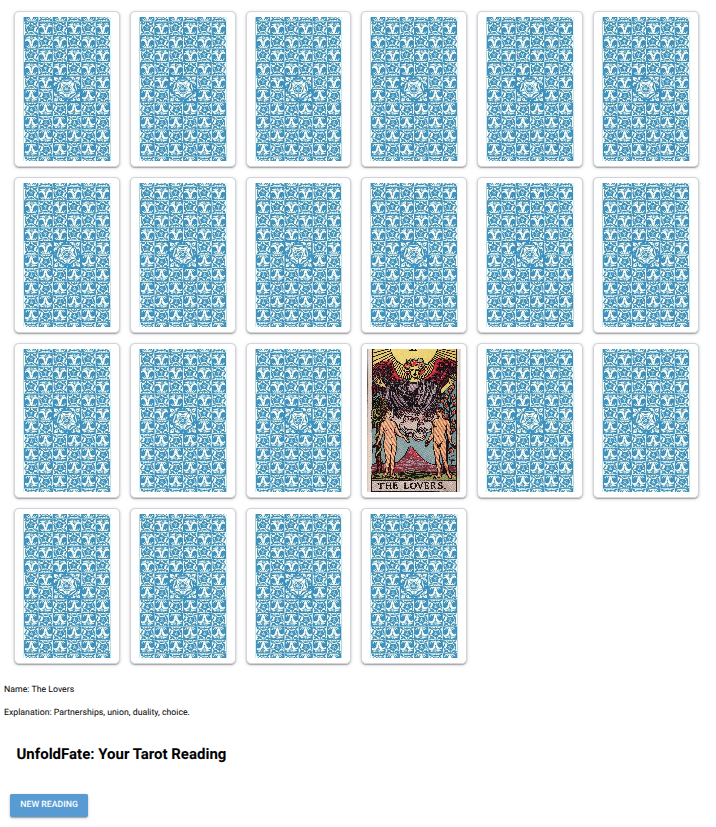 THE LOVERS.
Name: The Lovers
Explanation: Partnerships, union, duality, choice.
UnfoldFate: Your Tarot Reading
NEW READING